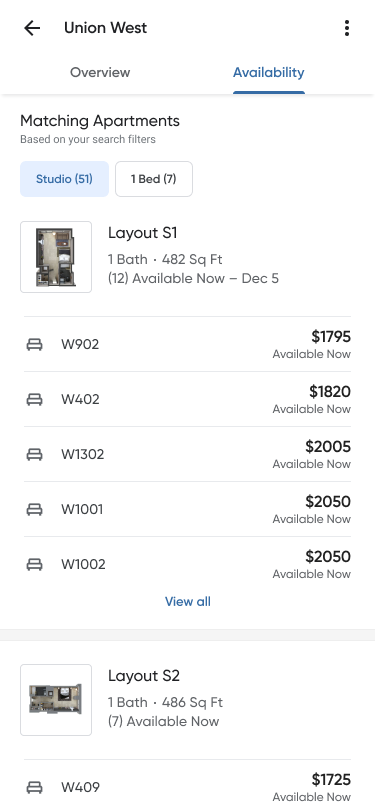 Union West
Overview
Availability
Matching Apartments
Based on your search filters
Studio (51)
1 Bed (7)
Layout S1
1 Bath · 482 Sq Ft
(12) Available Now – Dec 5
W902
$1795
Available Now
W402
$1820
Available Now
W1302
$2005
Available Now
W1001
$2050
Available Now
W1002
$2050
Available Now
View all
Layout S2
1 Bath · 486 Sq Ft
(7) Available Now
W409
$1725
Available Now